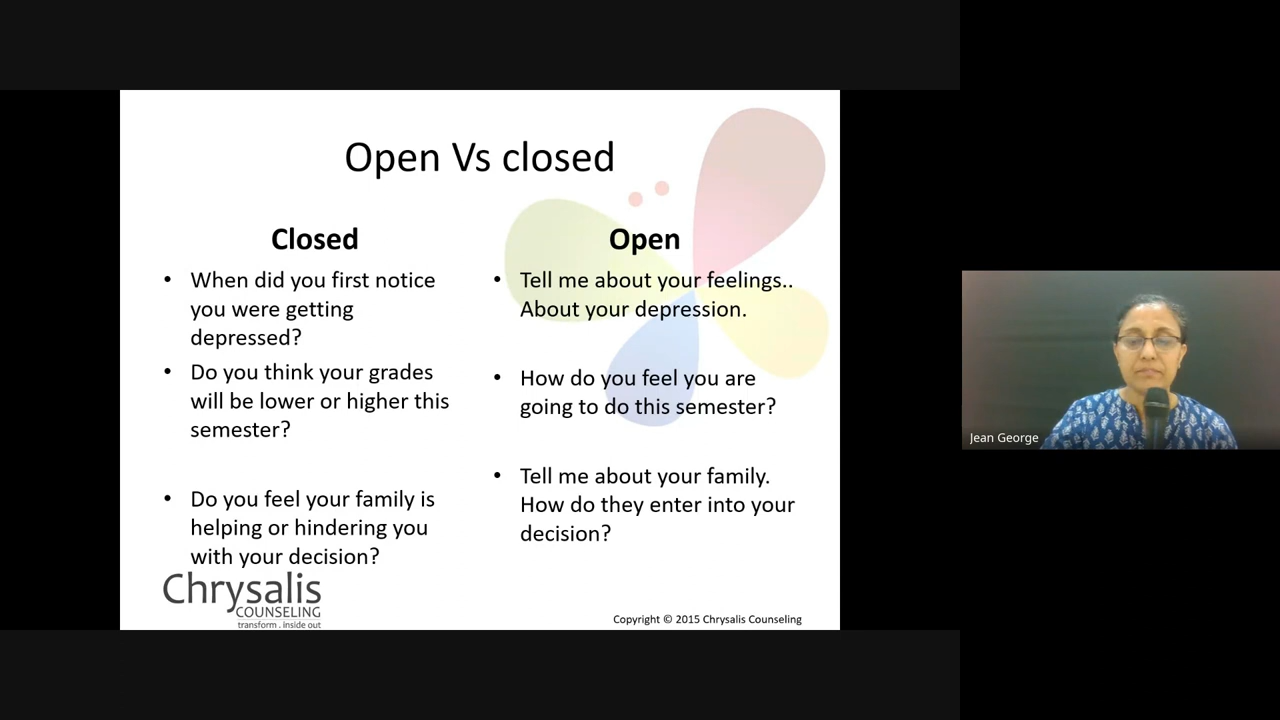 Open Vs closed
Closed
• When did you first notice
you were getting
depressed?
• Do you think your grades
will be lower or higher this
semester?
• Do you feel your family is
helping or hindering you
with your decision?
Open
• Tell me about your feelings..
About your depression.
• How do you feel you are
going to do this semester?
• Tell me about your family.
How do they enter into your
decision?
Chrysalis
COUNSELING
transform . inside out
Copyright © 2015 Chrysalis Counseling
Jean George